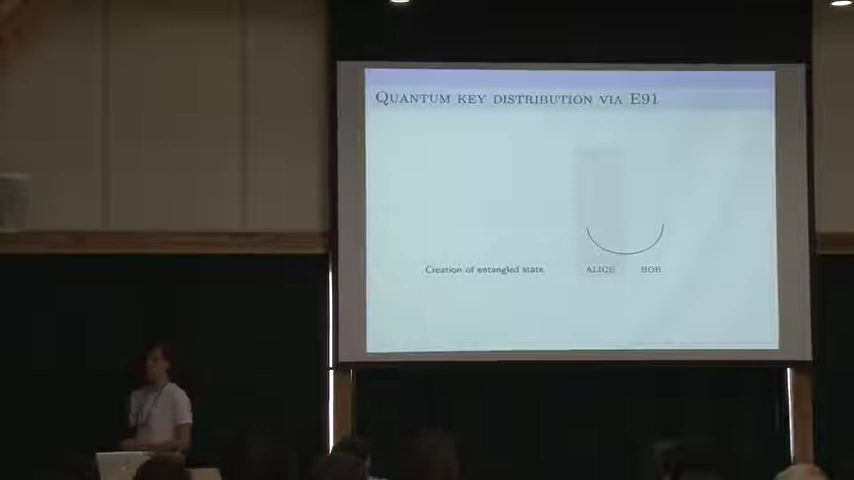 QUANTUM KEY DISTRIBUTION VIA E91
Creation of entangled state
ALICE
BOB